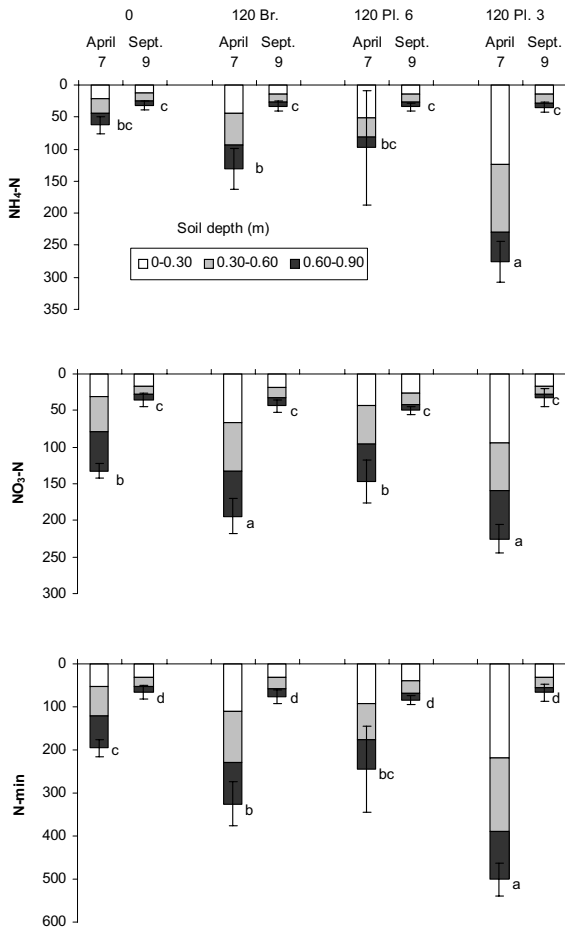 0 120 Br. 120 Pl. 6 120 Pl. 3
April Sept. April Sept. April Sept. April Sept.
7 9 7 9 7 9 7 9
NH4-N
0
50
100
150
200
250
300
350
bc c b c bc c a c
Soil depth (m)
0-0.30 0.30-0.60 0.60-0.90
NO3-N
0
50
100
150
200
250
300
b c a c b c a c
N-min
0
100
200
300
400
500
600
c d b d bc d a d